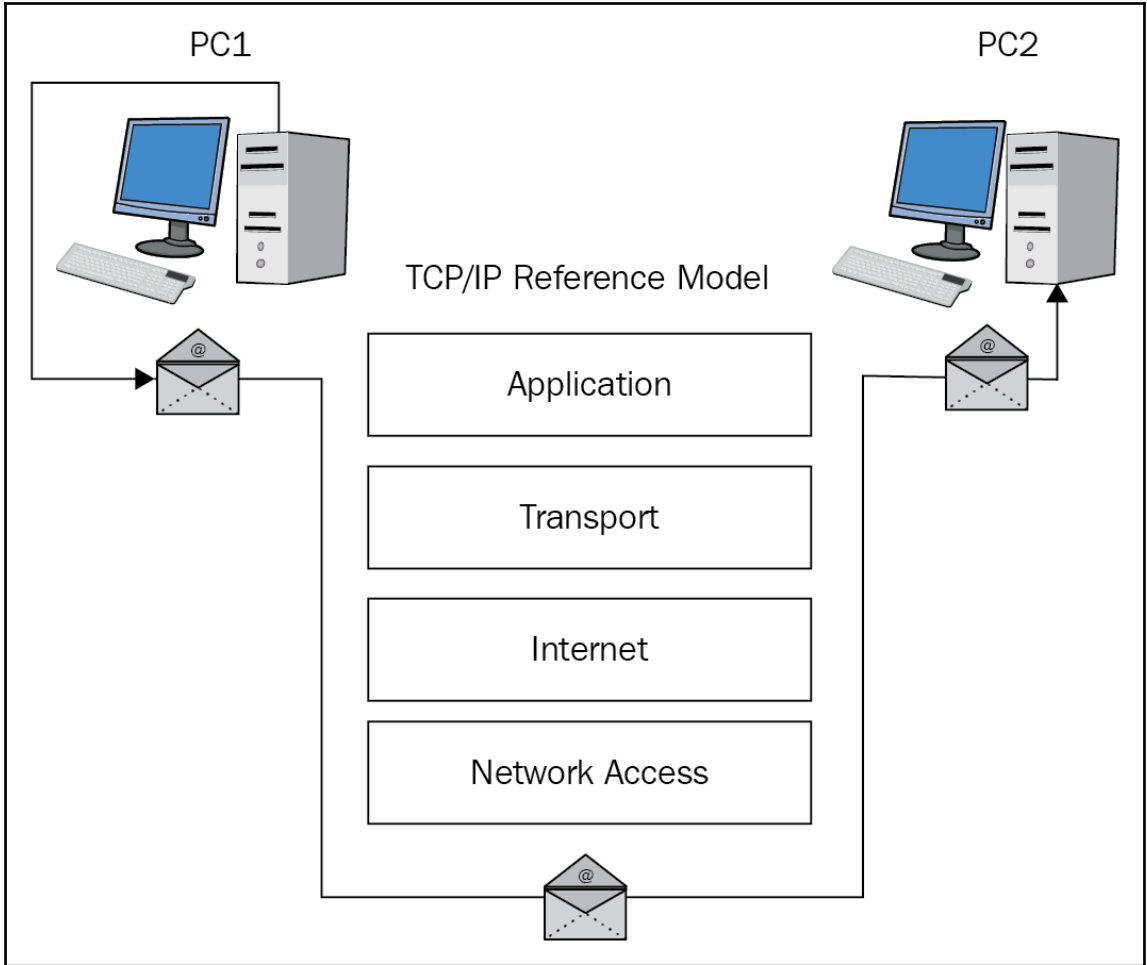 PC1
PC2
TCP/IP Reference Model
@
@
Application
Transport
Internet
Network Access
@